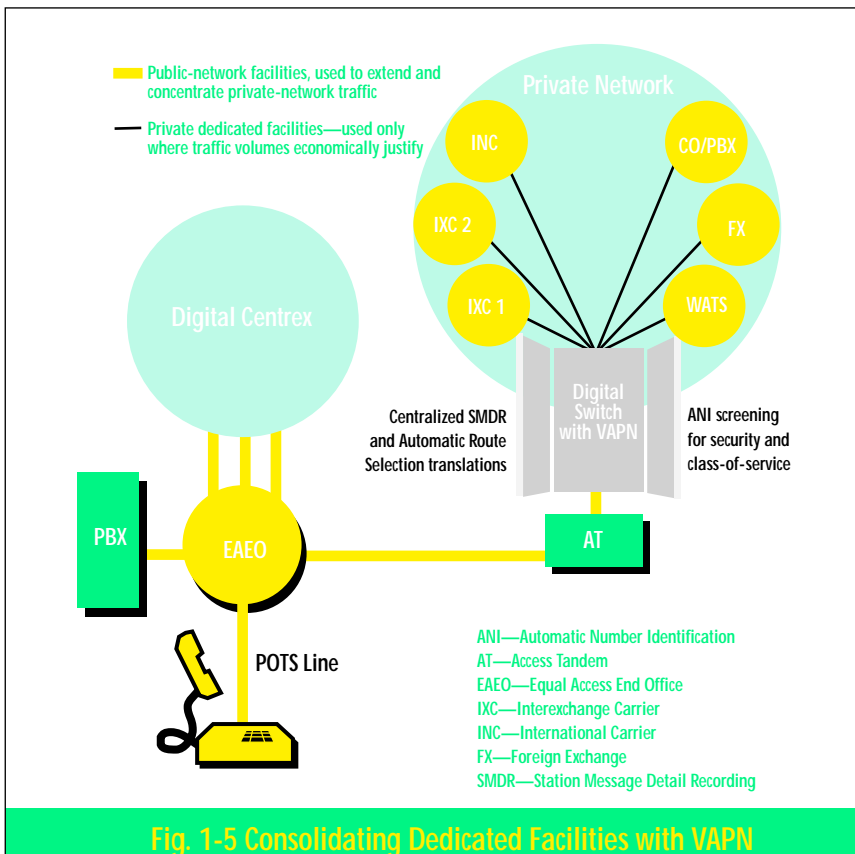 Public-network facilities, used to extend and
concentrate private-network traffic
Private dedicated facilities—used only
where traffic volumes economically justify
Private Network
INC
CO/PBX
IXC 2
FX
IXC 1
WATS
Digital Centrex
Digital
Switch
with VAPN
Centralized SMDR
and Automatic Route
Selection translations
ANI screening
for security and
class-of-service
PBX
EAEO
AT
POTS Line
ANI—Automatic Number Identification
AT—Access Tandem
EAEO—Equal Access End Office
IXC—Interexchange Carrier
INC—International Carrier
FX—Foreign Exchange
SMDR—Station Message Detail Recording
Fig. 1-5 Consolidating Dedicated Facilities with VAPN